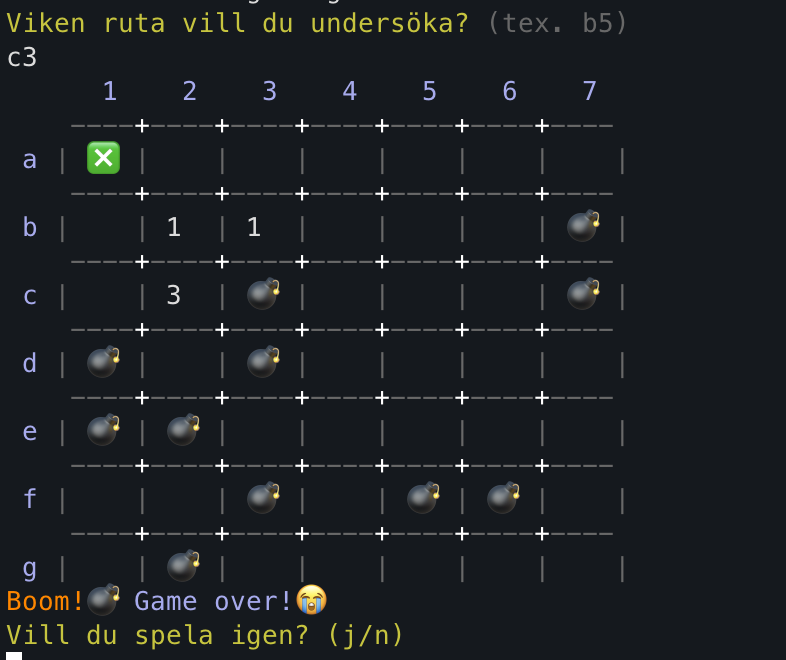 Viken ruta vill du undersöka? (tex. b5)
c3
1 2 3 4 5 6 7
----+----+----+----+----+----+----
a | ❎ | | | | | | |
----+----+----+----+----+----+----
b | | 1 | 1 | | | | 💣 |
----+----+----+----+----+----+----
c | | 3 | 💣 | | | | 💣 |
----+----+----+----+----+----+----
d | 💣 | | 💣 | | | | |
----+----+----+----+----+----+----
e | 💣 | 💣 | | | | | |
----+----+----+----+----+----+----
f | | | 💣 | | 💣 | 💣 | |
----+----+----+----+----+----+----
g | | 💣 | | | | | |
Boom!💣 Game over!😭
Vill du spela igen? (j/n)